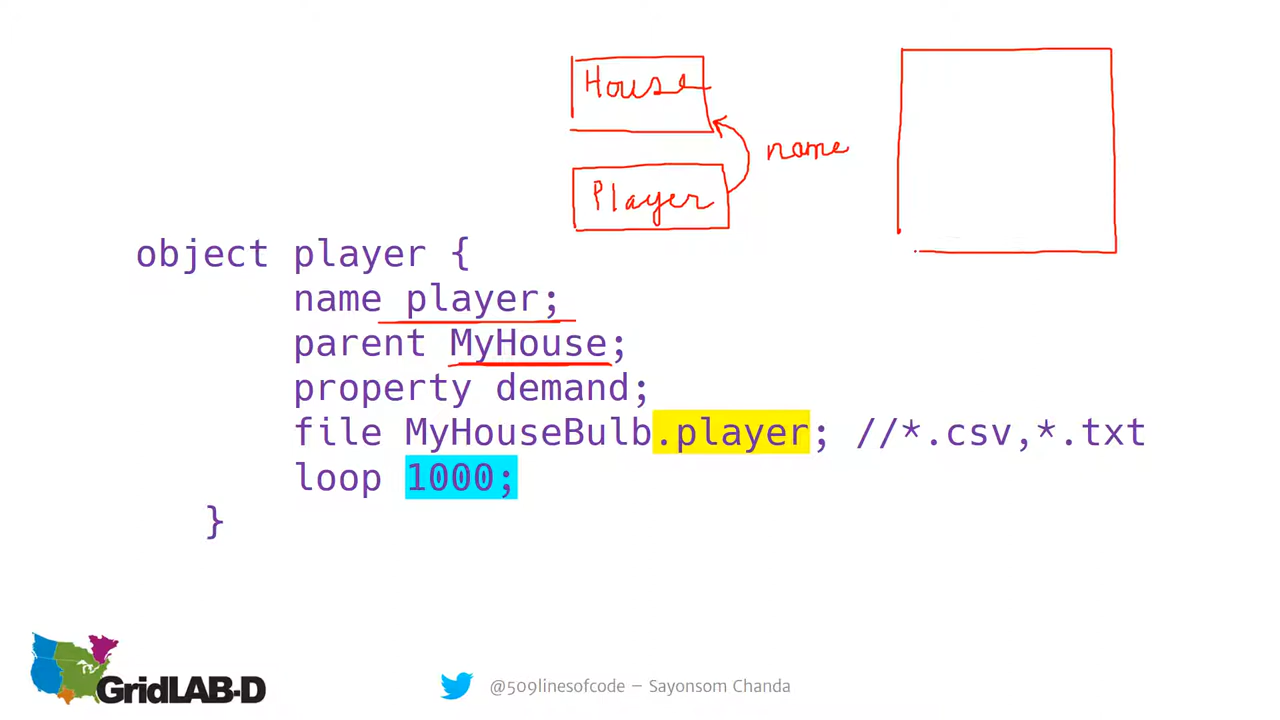 House
name
Player
object player {
name player;
parent MyHouse;
property demand;
file MyHouseBulb.player; //*.csv,*.txt
loop 1000;
}
GridLAB-D
@509linesofcode – Sayonsom Chanda